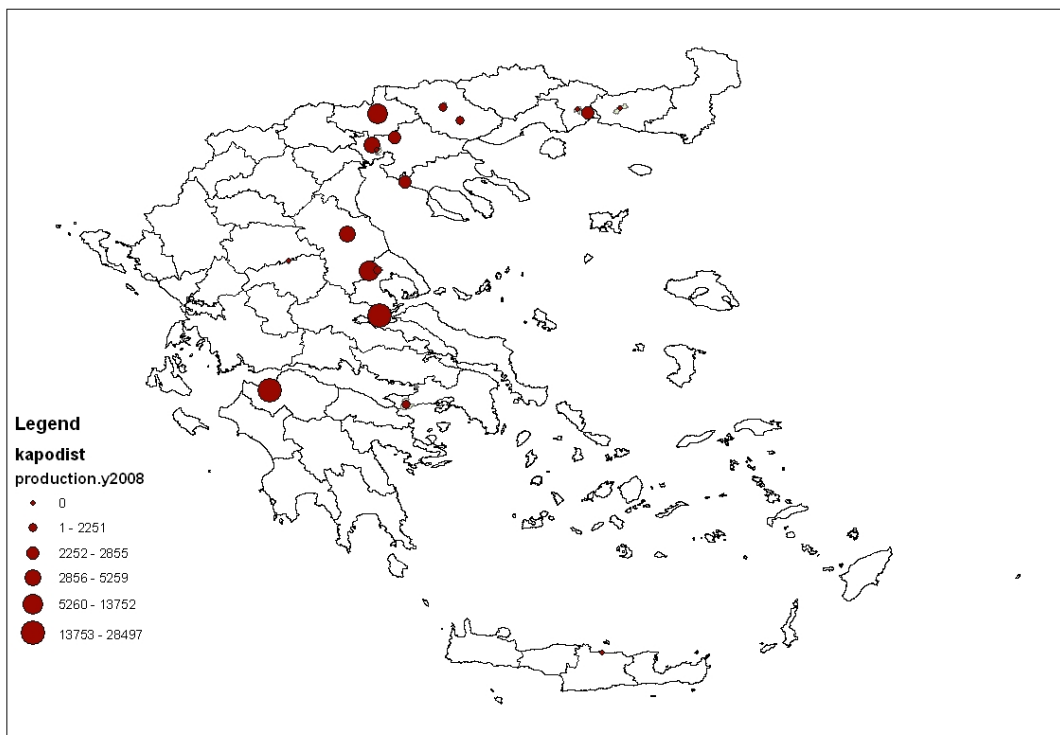 Legend
kapodist
production.y2008
0
1 - 2251
2252 - 2855
2856 - 5259
5260 - 13752
13753 - 28497